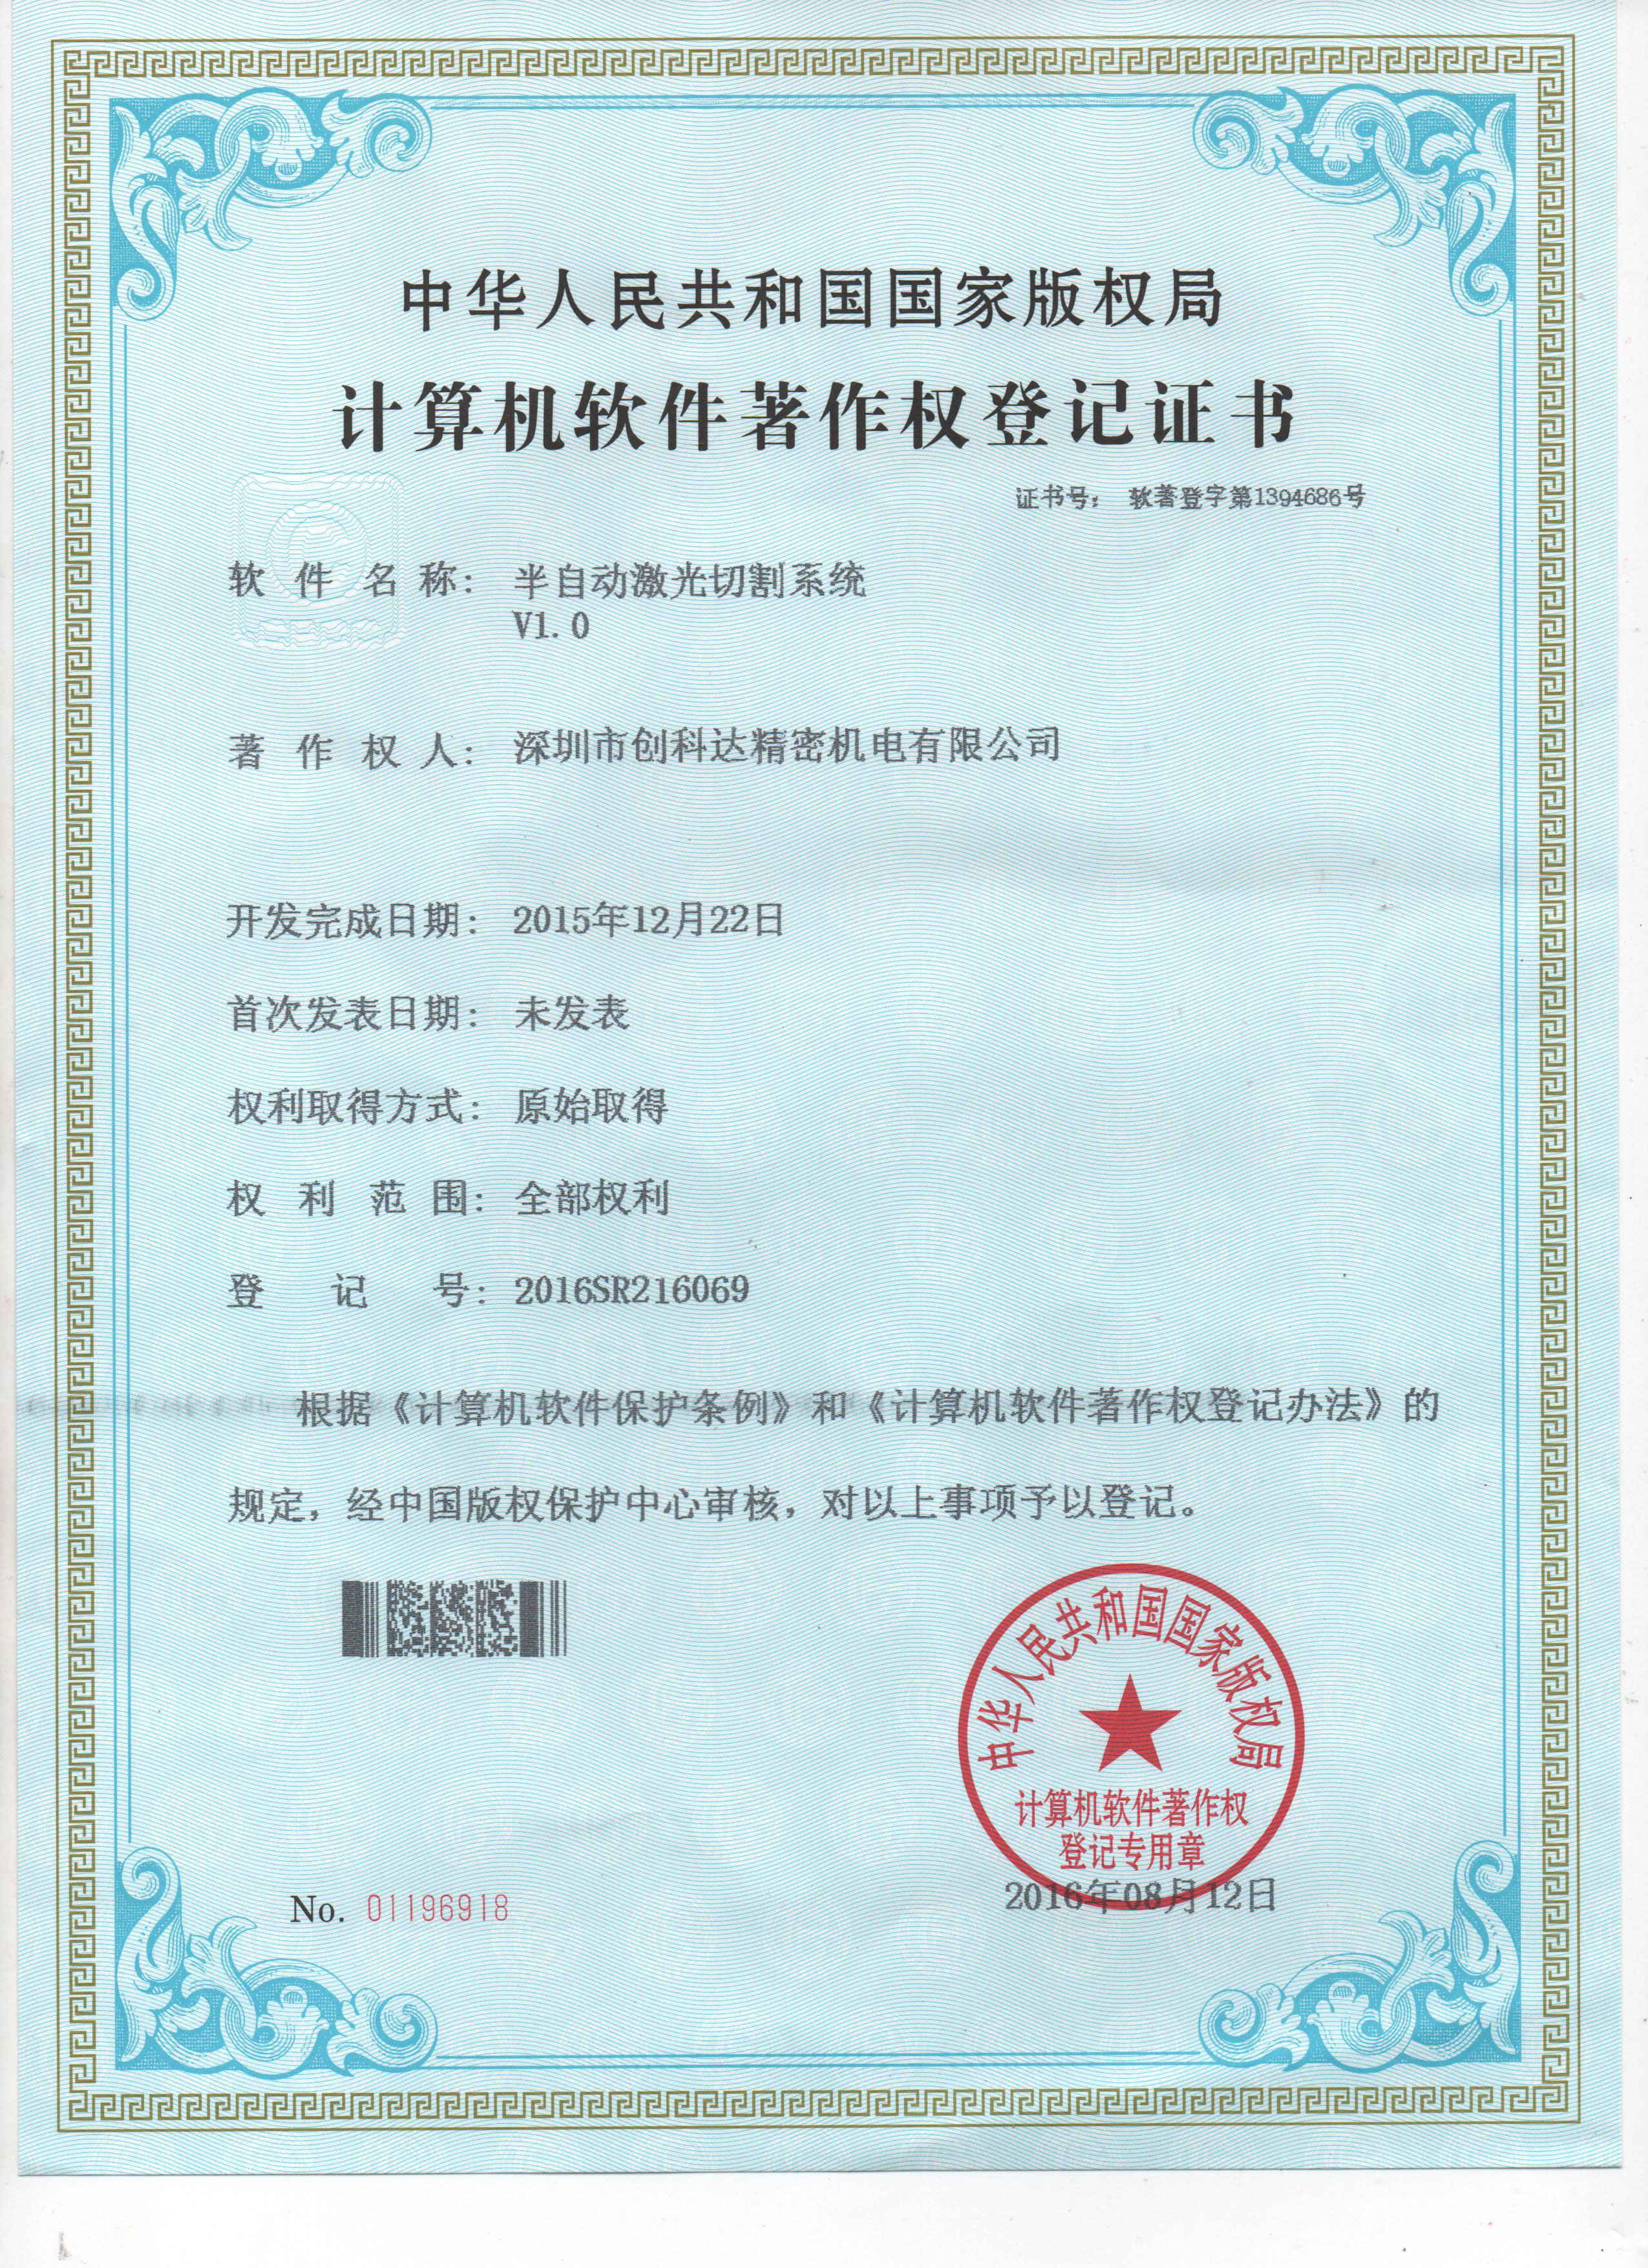 中华人民共和国国家版权局
计算机软件著作权登记证书
证书号： 软著登字第1394686号
软件名称： 半自动激光切割系统
V1.0
著作权人： 深圳市创科达精密机电有限公司
开发完成日期： 2015年12月22日
首次发表日期： 未发表
权利取得方式： 原始取得
权利范围： 全部权利
登记号： 2016SR216069
根据《计算机软件保护条例》和《计算机软件著作权登记办法》的
规定，经中国版权保护中心审核，对以上事项予以登记。
中华人民共和国国家版权局
计算机软件著作权
登记专用章
No. 01196918
2016年08月12日